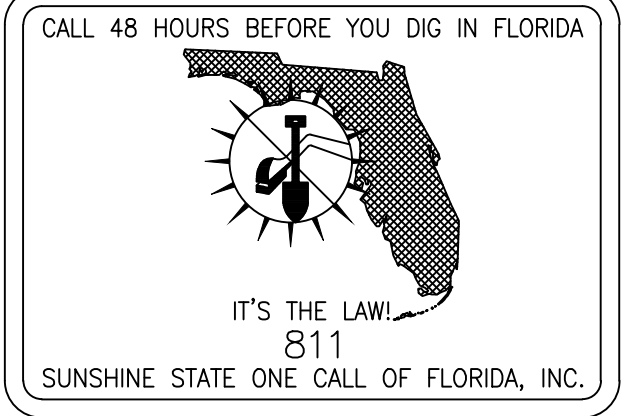 CALL 48 HOURS BEFORE YOU DIG IN FLORIDA
IT'S THE LAW!
811
SUNSHINE STATE ONE CALL OF FLORIDA, INC.